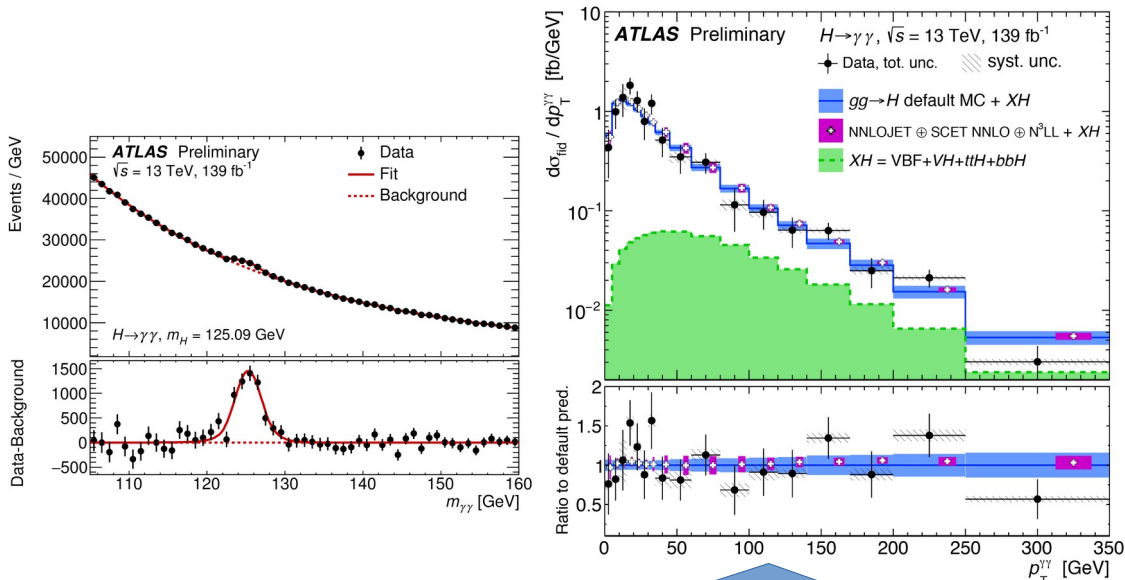 ATLAS Preliminary
√s = 13 TeV, 139 fb⁻¹
Data
Fit
Background
Events / GeV
50000
40000
30000
20000
10000
H→γγ, m_H = 125.09 GeV
Data-Background
1500
1000
500
0
−500
110 120 130 140 150 160
m_γγ [GeV]
dσ_fid / dp_T^γγ [fb/GeV]
10
1
10⁻¹
10⁻²
ATLAS Preliminary
H→γγ, √s = 13 TeV, 139 fb⁻¹
Data, tot. unc. syst. unc.
gg→H default MC + XH
NNLOJET ⊕ SCET NNLO ⊕ N³LL + XH
XH = VBF+VH+ttH+bbH
Ratio to default pred.
2
1.5
1
0.5
0 50 100 150 200 250 300 350
p_T^γγ [GeV]